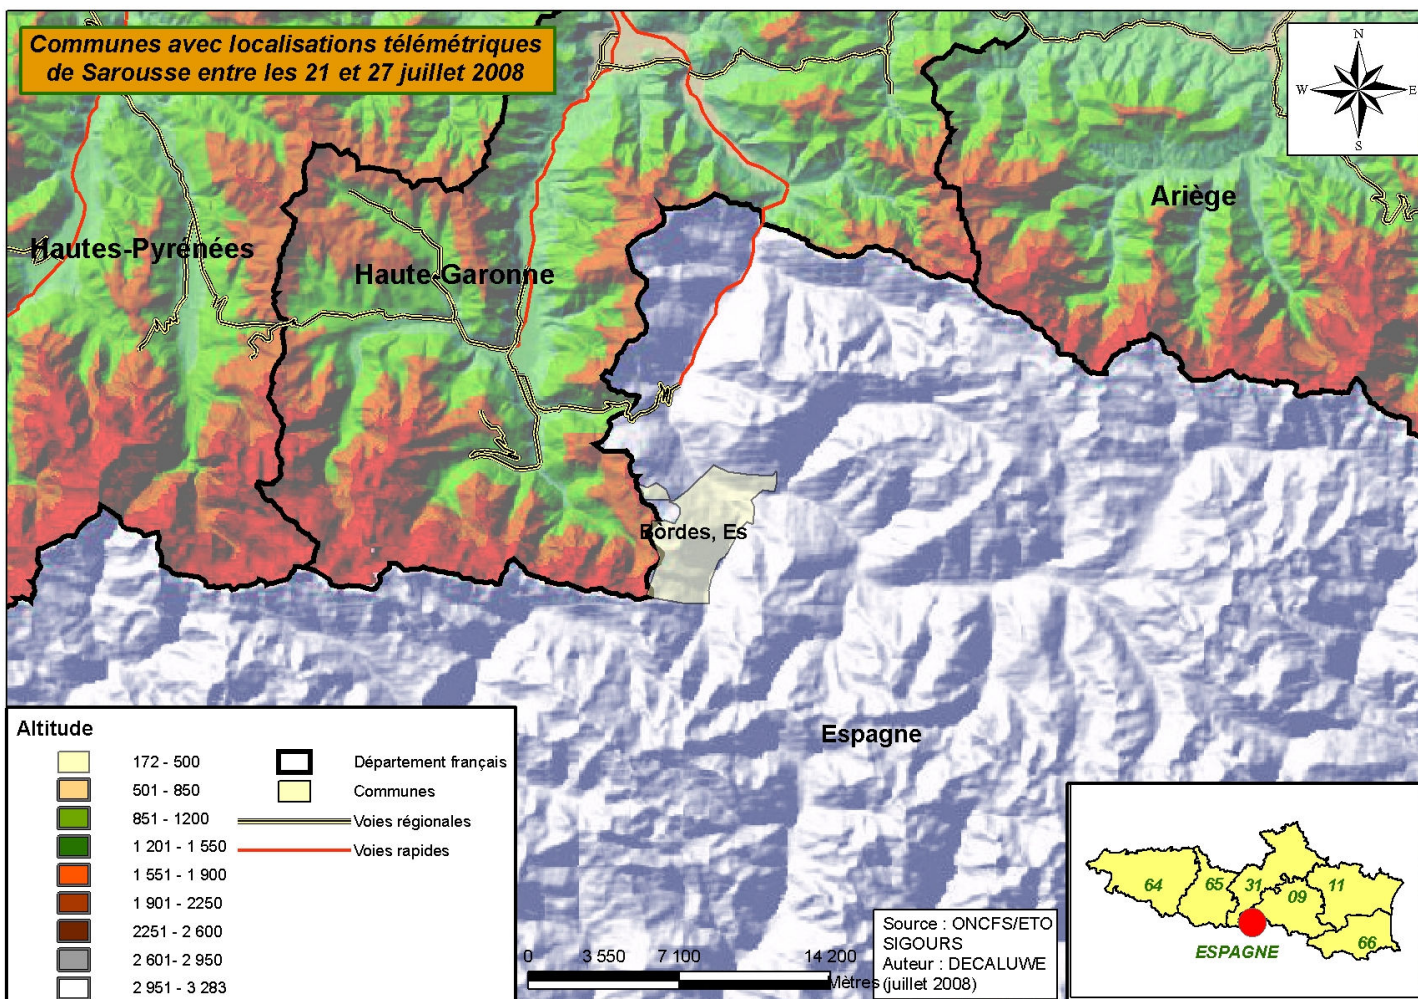 Communes avec localisations télémétriques
de Sarousse entre les 21 et 27 juillet 2008
N
W
E
S
Ariège
Hautes-Pyrénées
Haute-Garonne
Bòrdes, Es
Espagne
Altitude
172 - 500
501 - 850
851 - 1200
1 201 - 1 550
1 551 - 1 900
1 901 - 2250
2251 - 2 600
2 601- 2 950
2 951 - 3 283
Département français
Communes
Voies régionales
Voies rapides
0
3 550
7 100
14 200
Mètres
Source : ONCFS/ETO
SIGOURS
Auteur : DECALUWE
(juillet 2008)
64
65
31
09
11
66
ESPAGNE